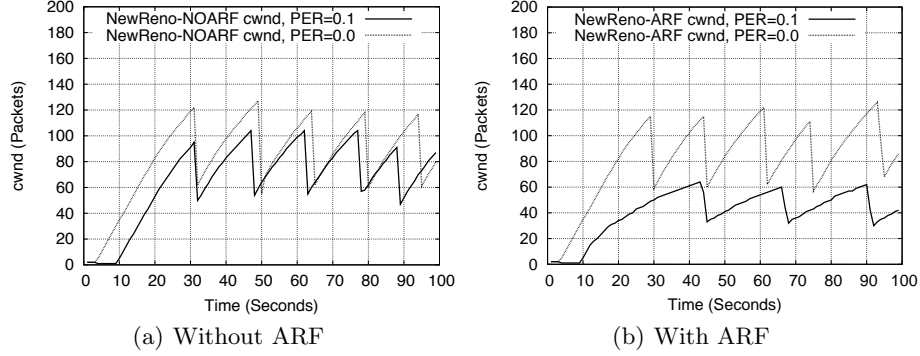 NewReno-NOARF cwnd, PER=0.1
NewReno-NOARF cwnd, PER=0.0
200
180
160
140
120
100
80
60
40
20
0
cwnd (Packets)
0 10 20 30 40 50 60 70 80 90 100
Time (Seconds)
(a) Without ARF
NewReno-ARF cwnd, PER=0.1
NewReno-ARF cwnd, PER=0.0
200
180
160
140
120
100
80
60
40
20
0
cwnd (Packets)
0 10 20 30 40 50 60 70 80 90 100
Time (Seconds)
(b) With ARF